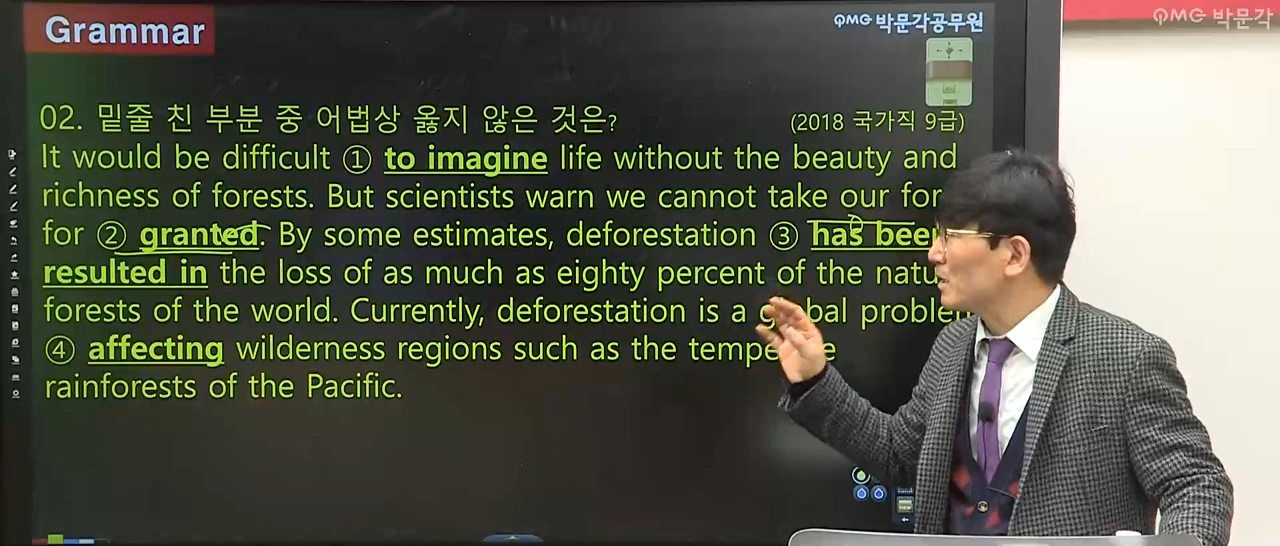 Grammar
QMG 박문각공무원
QMG 박문각
02. 밑줄 친 부분 중 어법상 옳지 않은 것은?
(2018 국가직 9급)
It would be difficult ① to imagine life without the beauty and
richness of forests. But scientists warn we cannot take our
for ② granted. By some estimates, deforestation ③ has
resulted in the loss of as much as eighty percent of the
forests of the world. Currently, deforestation is a
④ affecting wilderness regions such as the
rainforests of the Pacific.